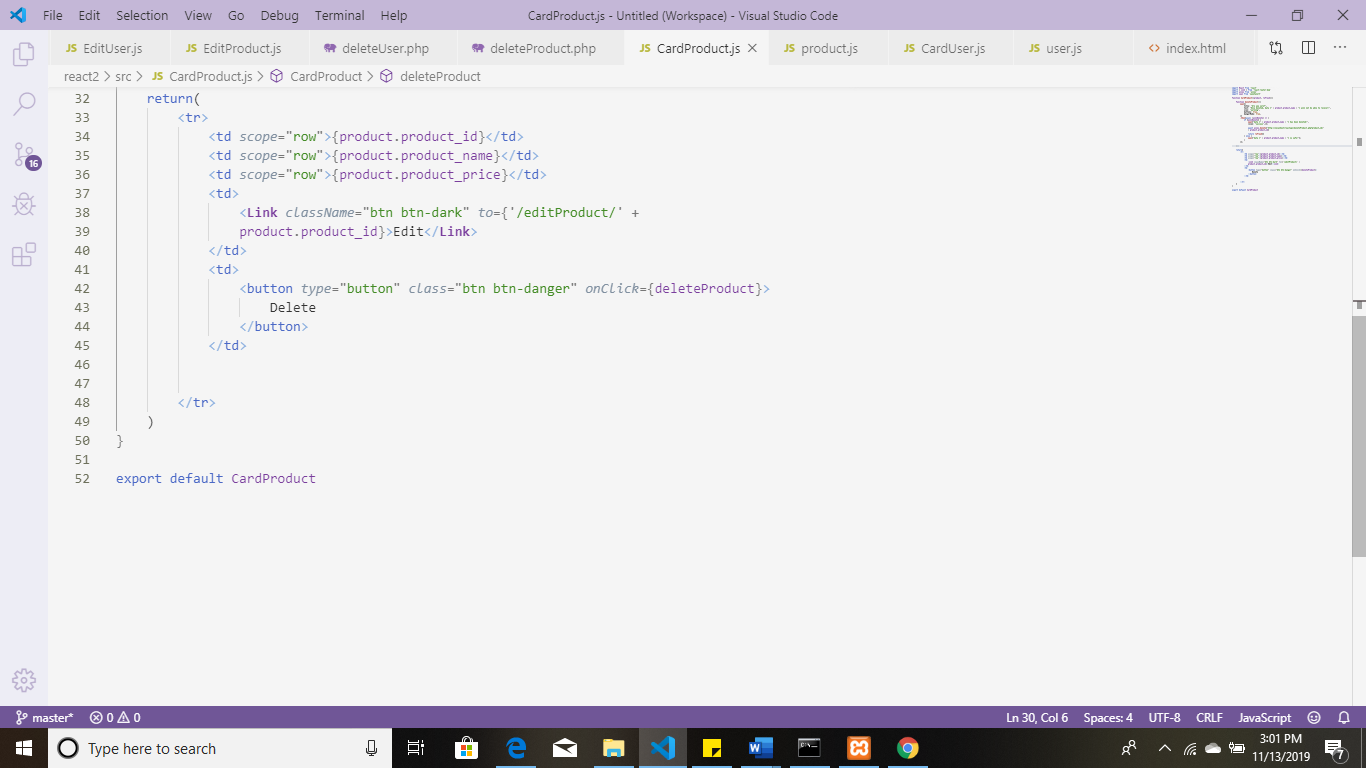 File Edit Selection View Go Debug Terminal Help CardProduct.js - Untitled (Workspace) - Visual Studio Code
JS EditUser.js JS EditProduct.js deleteUser.php deleteProduct.php JS CardProduct.js JS product.js JS CardUser.js JS user.js <> index.html
react2 > src > JS CardProduct.js > CardProduct > deleteProduct
32 return(
33 <tr>
34 <td scope="row">{product.product_id}</td>
35 <td scope="row">{product.product_name}</td>
36 <td scope="row">{product.product_price}</td>
37 <td>
38 <Link className="btn btn-dark" to={'/editProduct/' +
39 product.product_id}>Edit</Link>
40 </td>
41 <td>
42 <button type="button" class="btn btn-danger" onClick={deleteProduct}>
43 Delete
44 </button>
45 </td>
46
47
48 </tr>
49 )
50 }
51
52 export default CardProduct
16
master* 0 0 Ln 30, Col 6 Spaces: 4 UTF-8 CRLF JavaScript
Type here to search
3:01 PM
11/13/2019
7